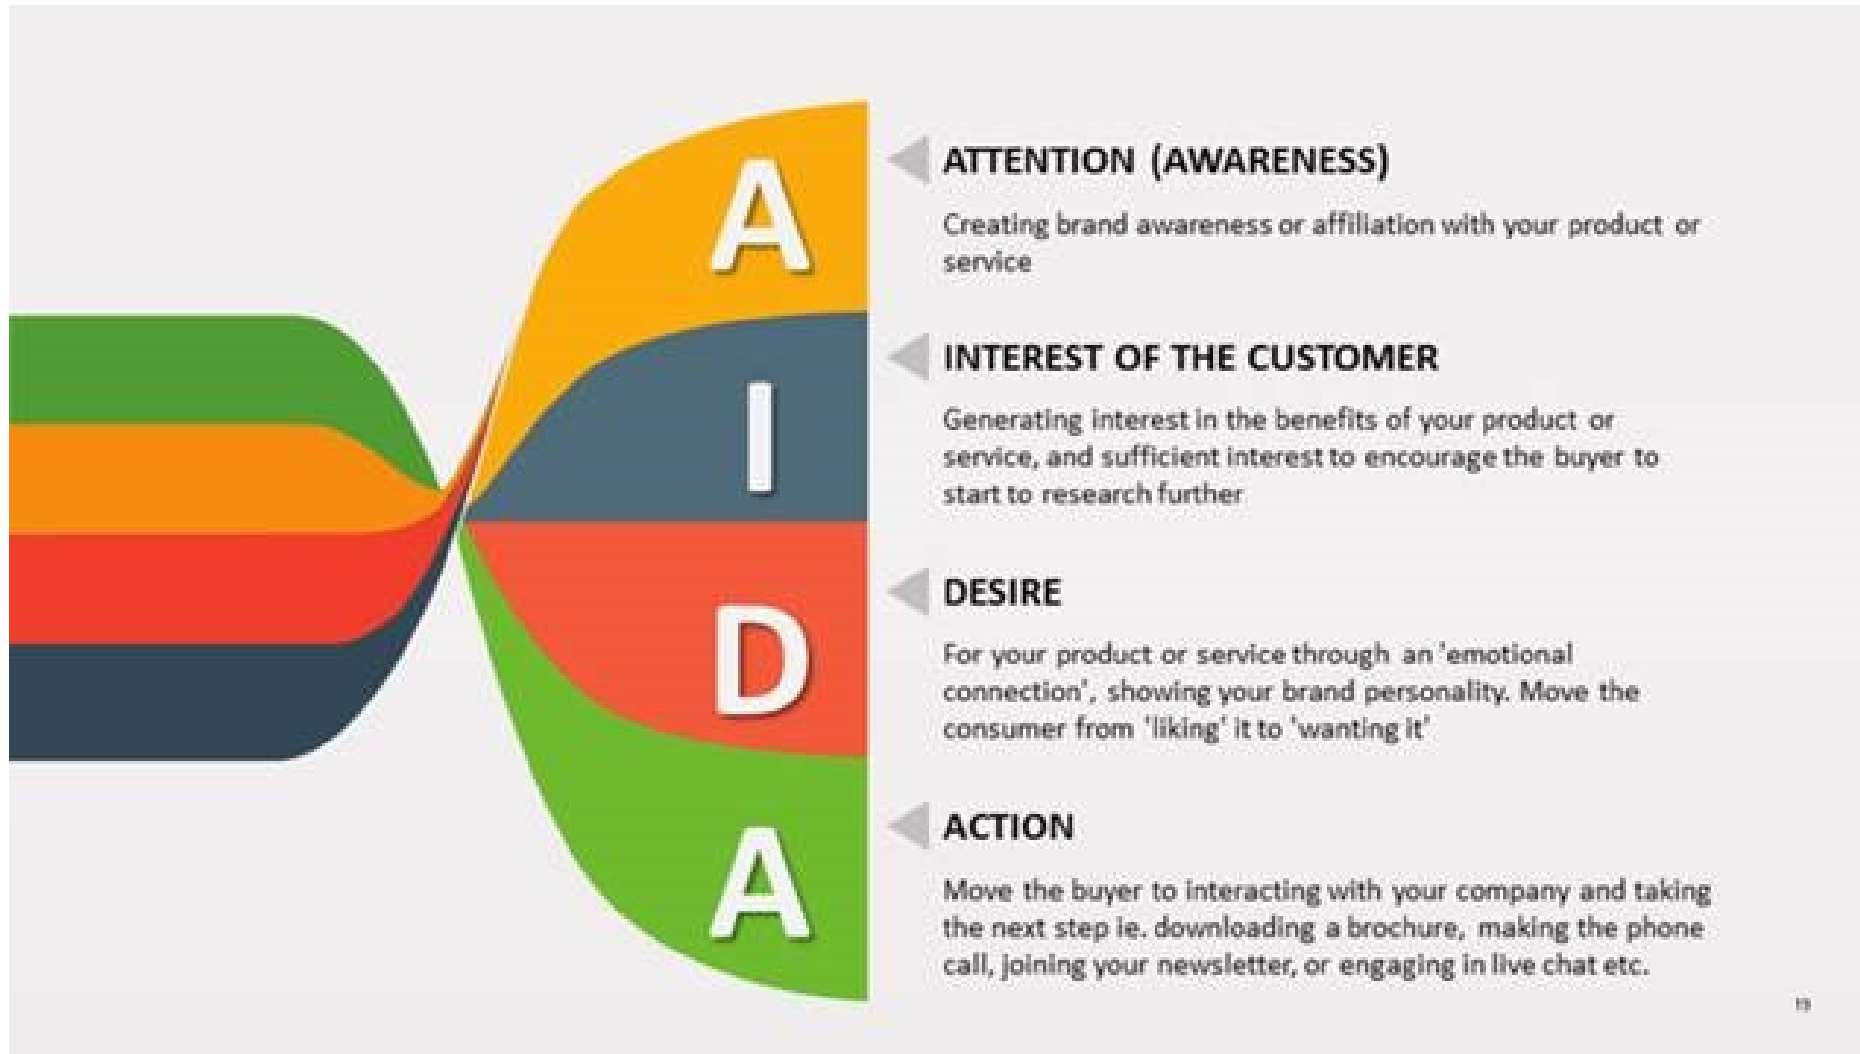 A
ATTENTION (AWARENESS)
Creating brand awareness or affiliation with your product or
service
I
INTEREST OF THE CUSTOMER
Generating interest in the benefits of your product or
service, and sufficient interest to encourage the buyer to
start to research further
D
DESIRE
For your product or service through an 'emotional
connection', showing your brand personality. Move the
consumer from 'liking' it to 'wanting it'
A
ACTION
Move the buyer to interacting with your company and taking
the next step ie. downloading a brochure, making the phone
call, joining your newsletter, or engaging in live chat etc.